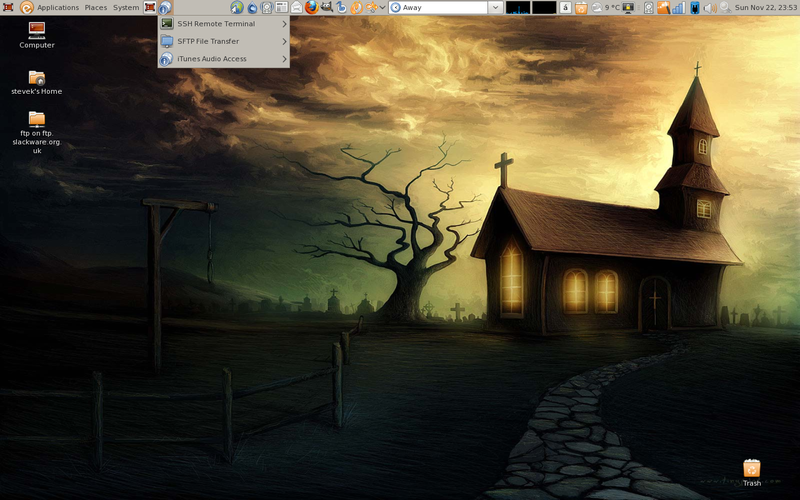 Applications Places System Away 9 °C Sun Nov 22, 23:53
SSH Remote Terminal
SFTP File Transfer
iTunes Audio Access
Computer
stevek's Home
ftp on ftp.
slackware.org.
uk
Trash